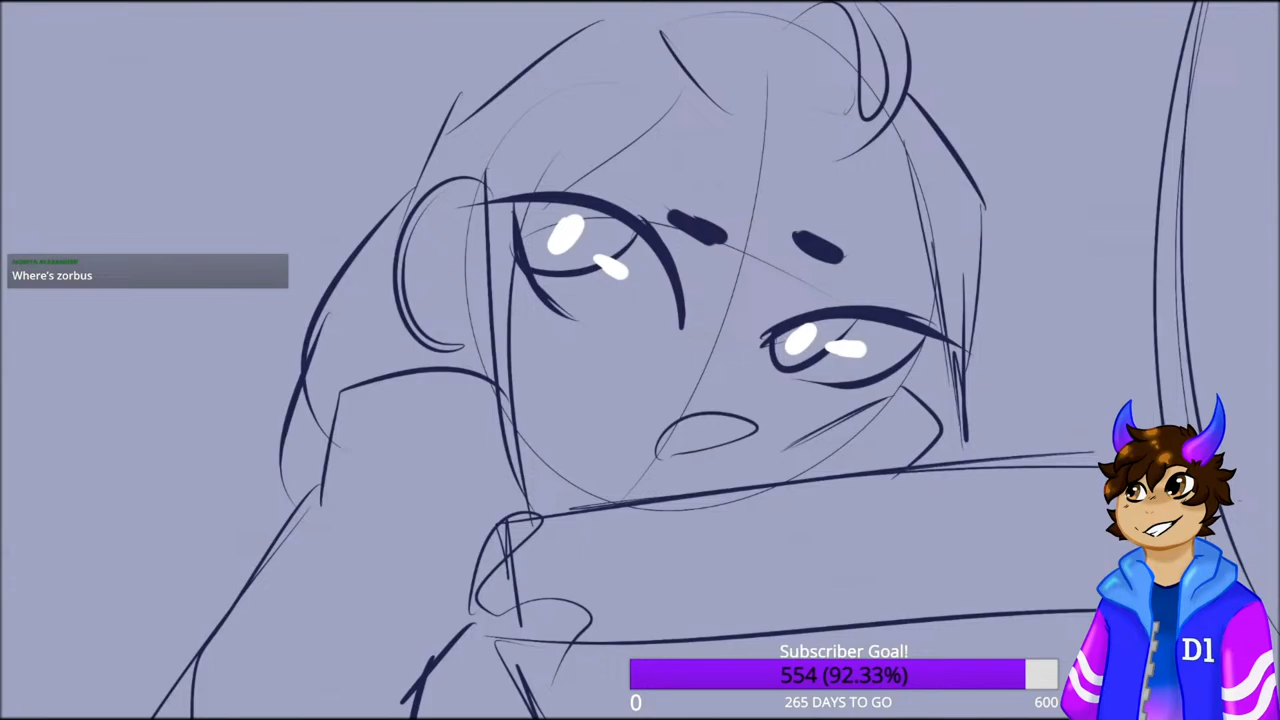 Where's zorbus
D1
Subscriber Goal!
554 (92.33%)
0 265 DAYS TO GO 600